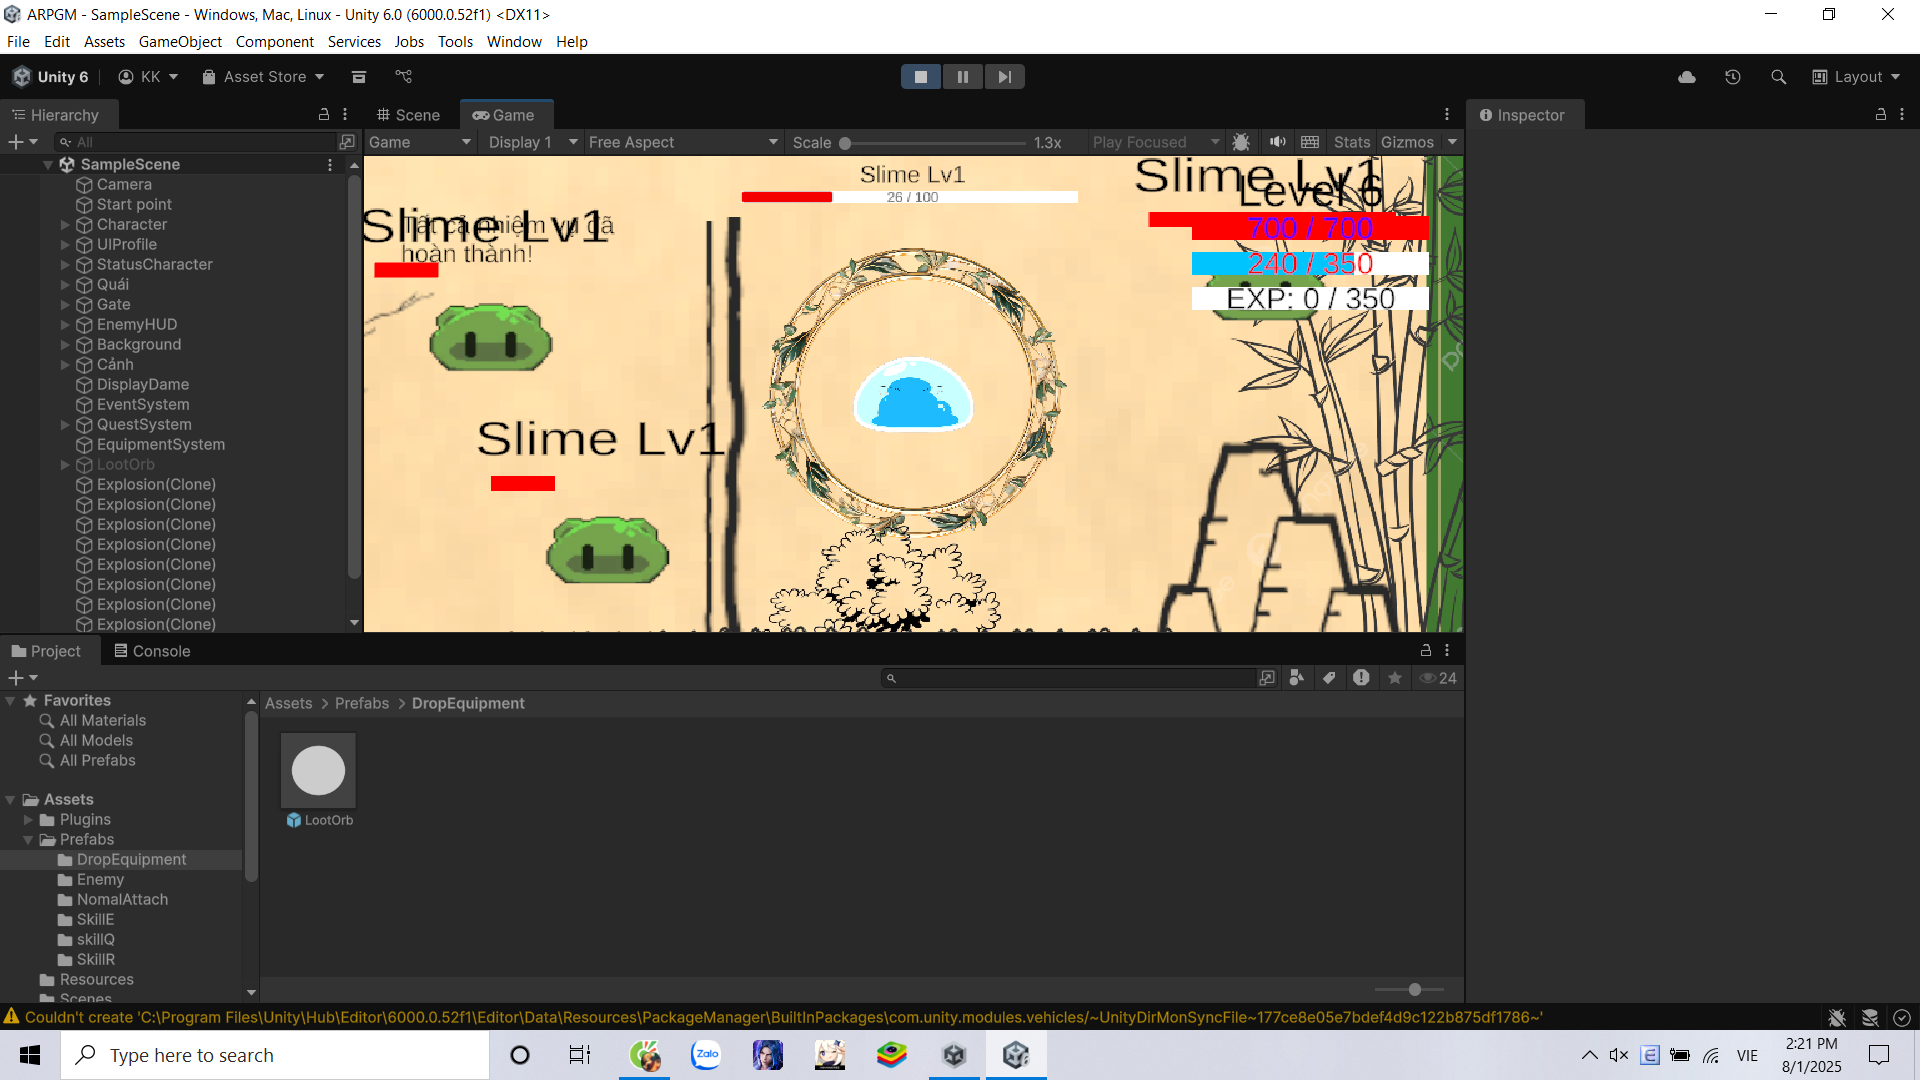 ARPGM - SampleScene - Windows, Mac, Linux - Unity 6.0 (6000.0.52f1) <DX11>
File Edit Assets GameObject Component Services Jobs Tools Window Help
Unity 6 KK Asset Store Layout
Hierarchy
Scene Game
Inspector
All
Game Display 1 Free Aspect Scale 1.3x Play Focused Stats Gizmos
SampleScene
Camera
Start point
Character
UIProfile
StatusCharacter
Quái
Gate
EnemyHUD
Background
Cảnh
DisplayDame
EventSystem
QuestSystem
EquipmentSystem
LootOrb
Explosion(Clone)
Explosion(Clone)
Explosion(Clone)
Explosion(Clone)
Explosion(Clone)
Explosion(Clone)
Explosion(Clone)
Explosion(Clone)
Slime Lv1
26 / 100
Slime Lv1
Level 6
700 / 700
240 / 350
EXP: 0 / 350
Slime Lv1
Tất cả nhiệm vụ đã
hoàn thành!
Slime Lv1
Project Console
24
Favorites
All Materials
All Models
All Prefabs
Assets
Plugins
Prefabs
DropEquipment
Enemy
NomalAttach
SkillE
skillQ
SkillR
Resources
Scenes
Assets > Prefabs > DropEquipment
LootOrb
Couldn't create 'C:\Program Files\Unity\Hub\Editor\6000.0.52f1\Editor\Data\Resources\PackageManager\BuiltInPackages\com.unity.modules.vehicles/~UnityDirMonSyncFile~177ce8e05e7bdef4d9c122b875df1786~'
Type here to search
Zalo
VIE
2:21 PM
8/1/2025